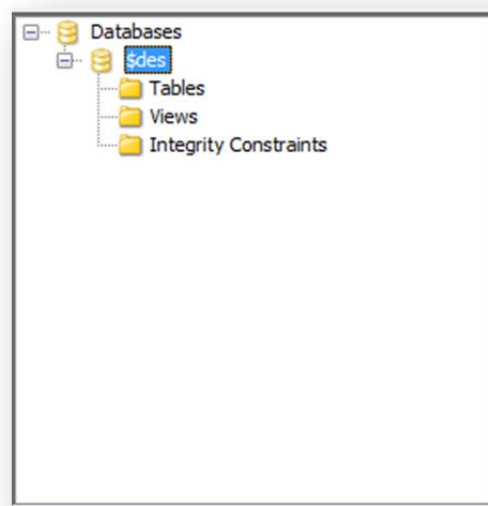 Databases
$des
Tables
Views
Integrity Constraints